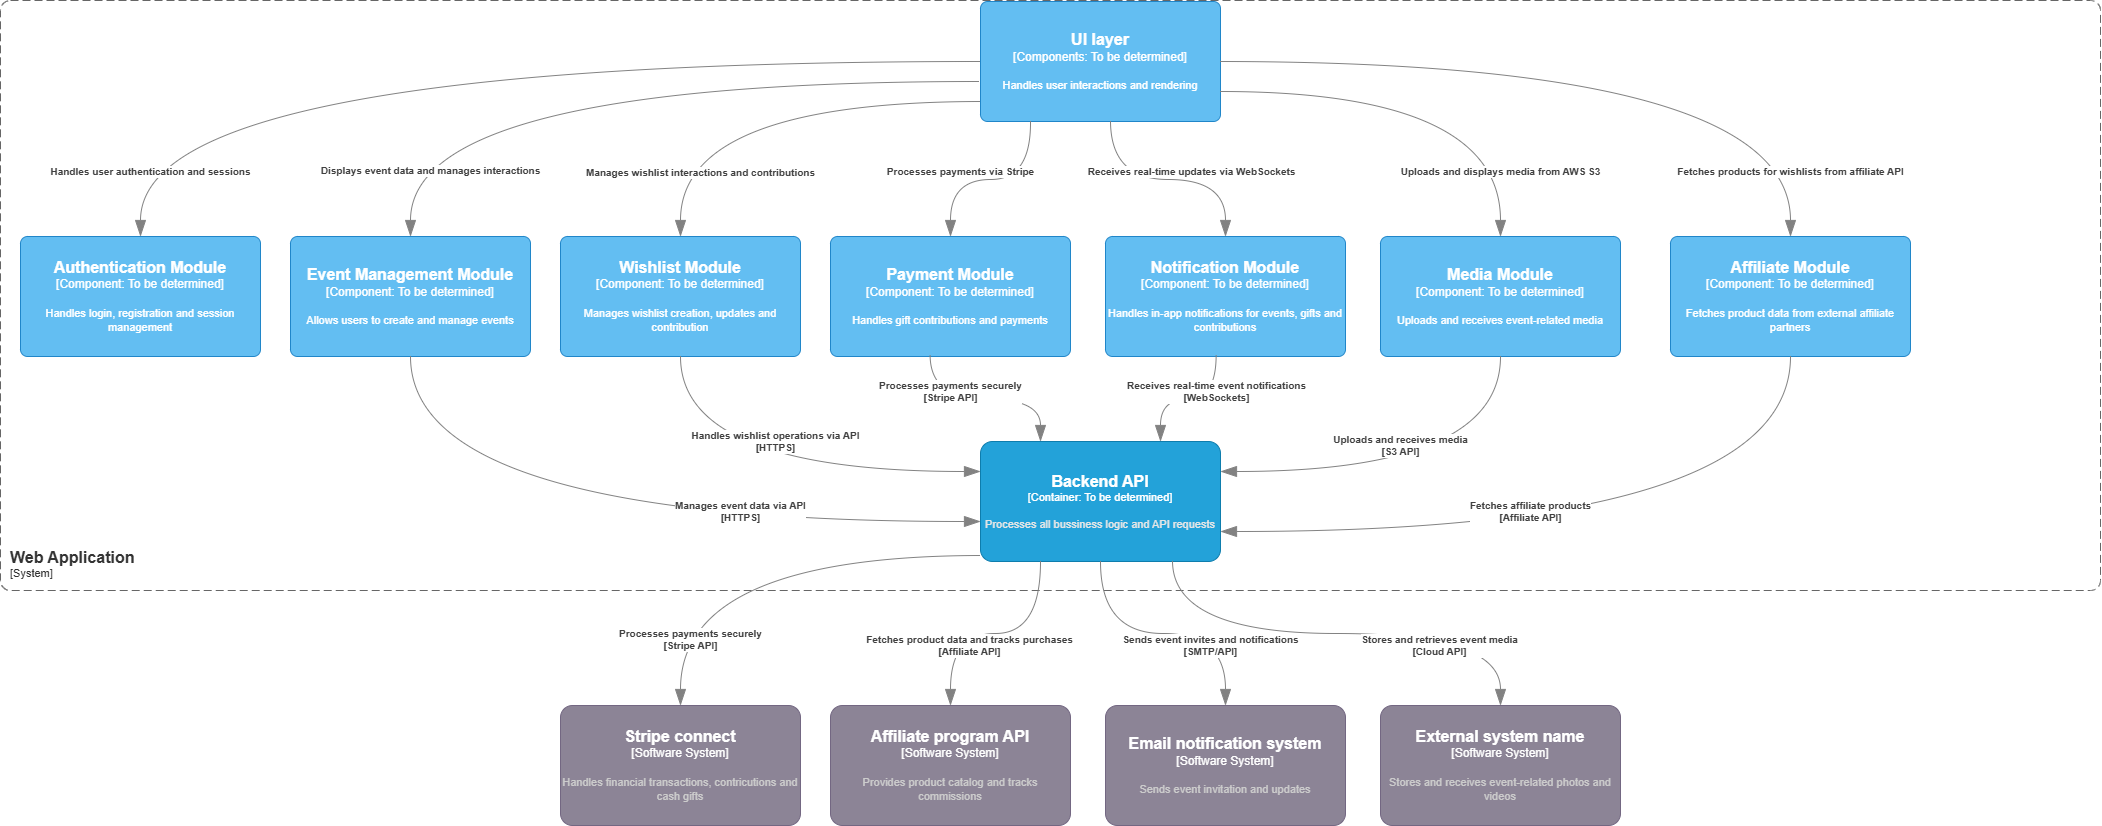 UI layer
[Components: To be determined]
Handles user interactions and rendering
Handles user authentication and sessions
Displays event data and manages interactions
Manages wishlist interactions and contributions
Processes payments via Stripe
Receives real-time updates via WebSockets
Uploads and displays media from AWS S3
Fetches products for wishlists from affiliate API
Authentication Module
[Component: To be determined]
Handles login, registration and session
management
Event Management Module
[Component: To be determined]
Allows users to create and manage events
Wishlist Module
[Component: To be determined]
Manages wishlist creation, updates and
contribution
Payment Module
[Component: To be determined]
Handles gift contributions and payments
Notification Module
[Component: To be determined]
Handles in-app notifications for events, gifts and
contributions
Media Module
[Component: To be determined]
Uploads and receives event-related media
Affiliate Module
[Component: To be determined]
Fetches product data from external affiliate
partners
Processes payments securely
[Stripe API]
Receives real-time event notifications
[WebSockets]
Handles wishlist operations via API
[HTTPS]
Uploads and receives media
[S3 API]
Manages event data via API
[HTTPS]
Fetches affiliate products
[Affiliate API]
Backend API
[Container: To be determined]
Processes all bussiness logic and API requests
Web Application
[System]
Processes payments securely
[Stripe API]
Fetches product data and tracks purchases
[Affiliate API]
Sends event invites and notifications
[SMTP/API]
Stores and retrieves event media
[Cloud API]
Stripe connect
[Software System]
Handles financial transactions, contricutions and
cash gifts
Affiliate program API
[Software System]
Provides product catalog and tracks
commissions
Email notification system
[Software System]
Sends event invitation and updates
External system name
[Software System]
Stores and receives event-related photos and
videos